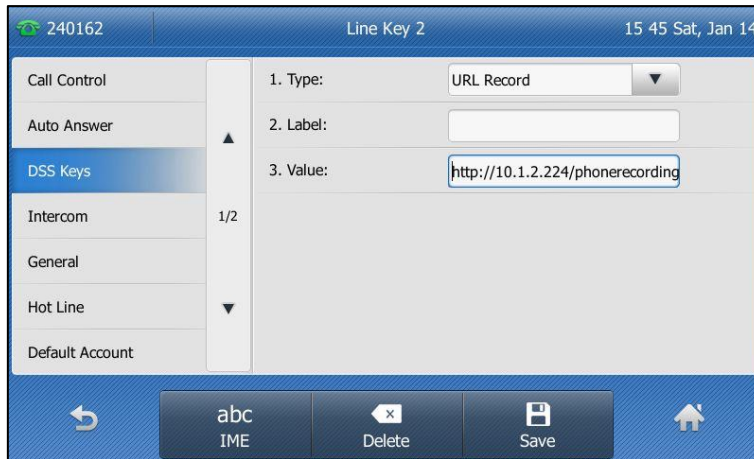 240162
Line Key 2
15 45 Sat, Jan 14
Call Control
Auto Answer
DSS Keys
Intercom
General
Hot Line
Default Account
1/2
1. Type:
URL Record
2. Label:
3. Value:
http://10.1.2.224/phonerecording
abc
IME
Delete
Save